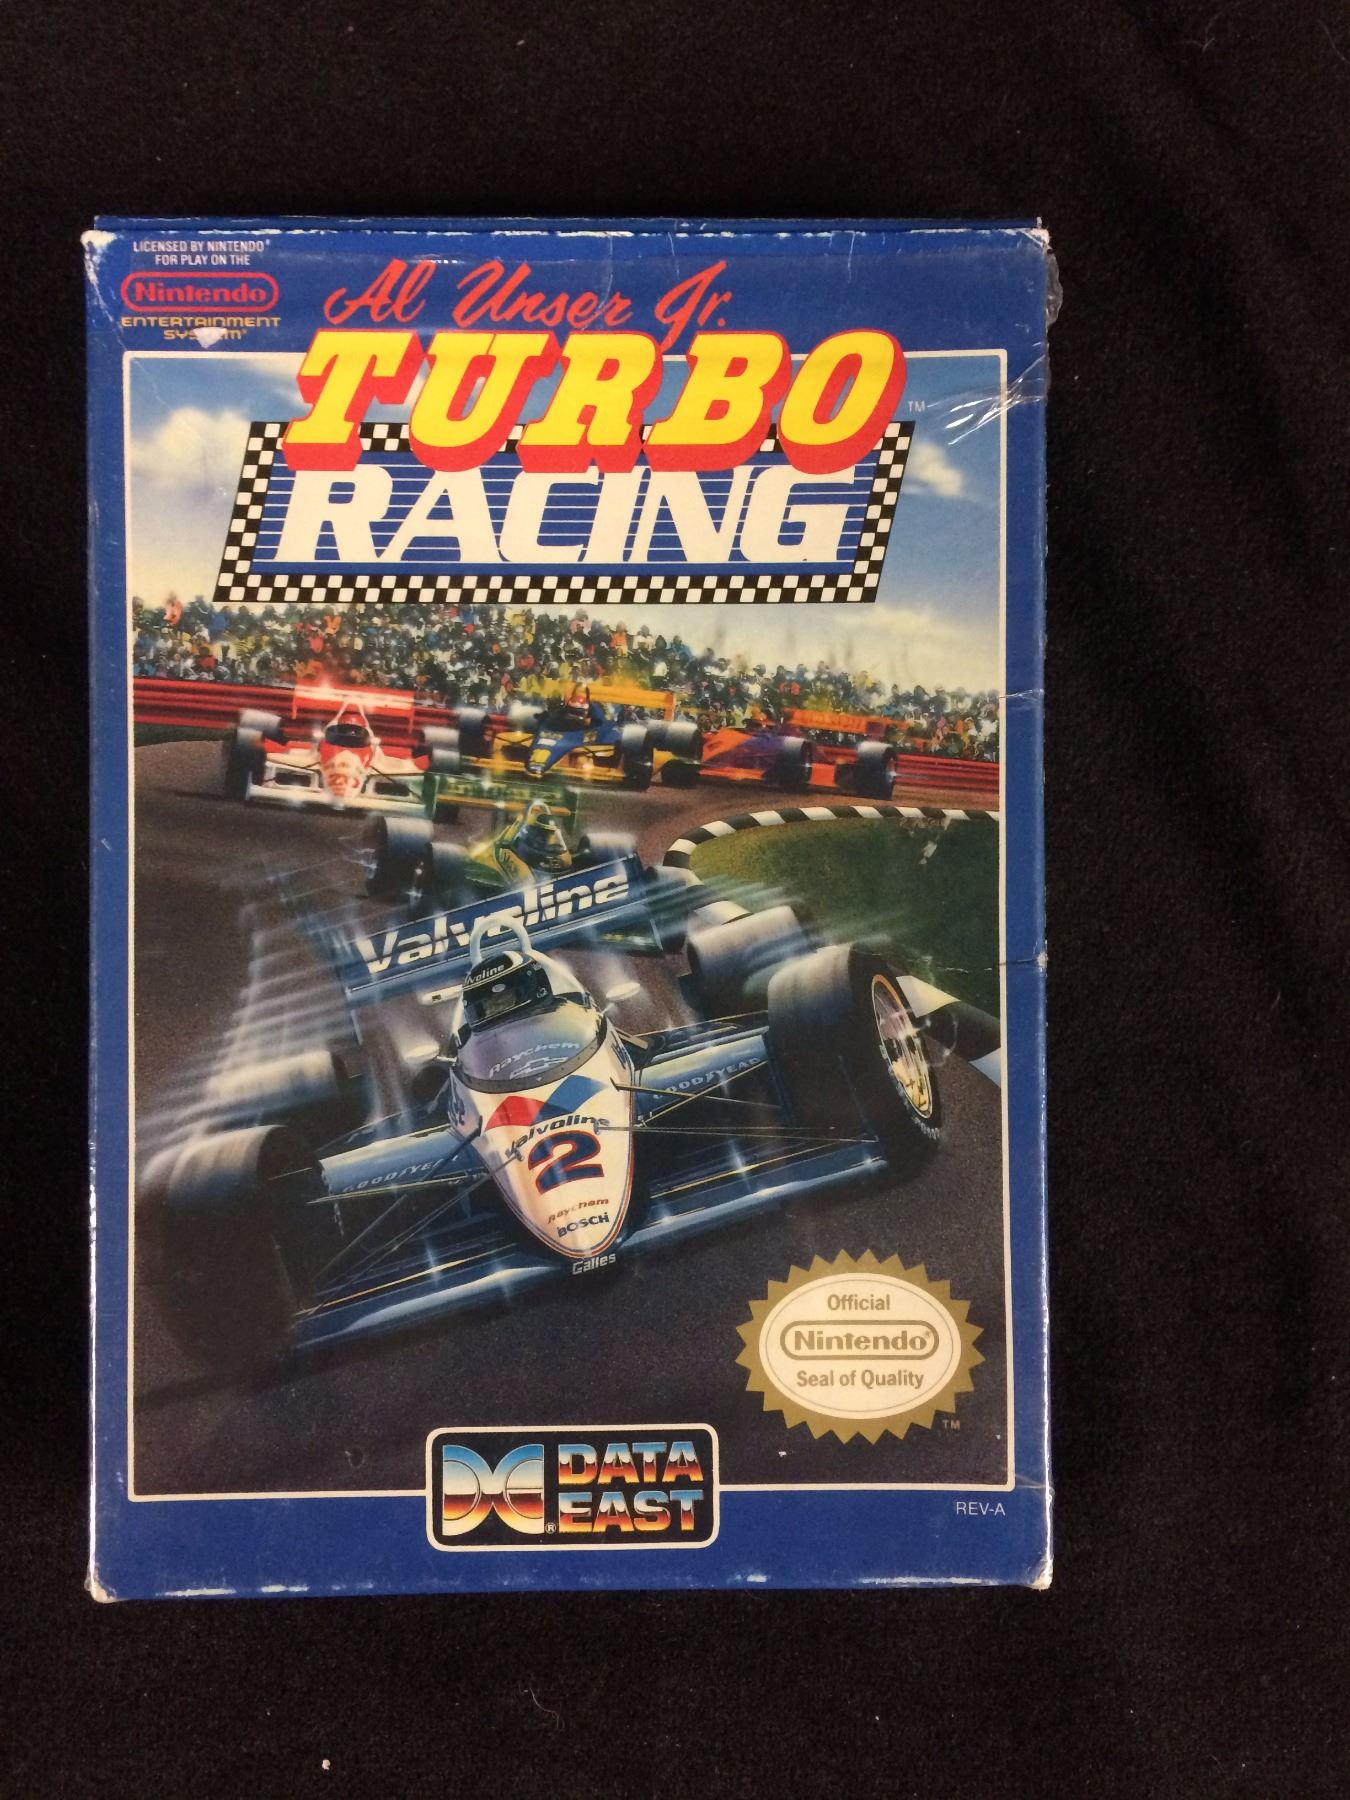 LICENSED BY NINTENDO®
FOR PLAY ON THE
Nintendo®
ENTERTAINMENT
SYSTEM®
Al Unser Jr.
TURBO
TM
RACING
Valvoline
Raychem
GOODYEAR
GOODYEAR
Valvoline
2
Raychem
BOSCH
Galles
Official
Nintendo®
Seal of Quality
TM
DATA
EAST
®
REV-A